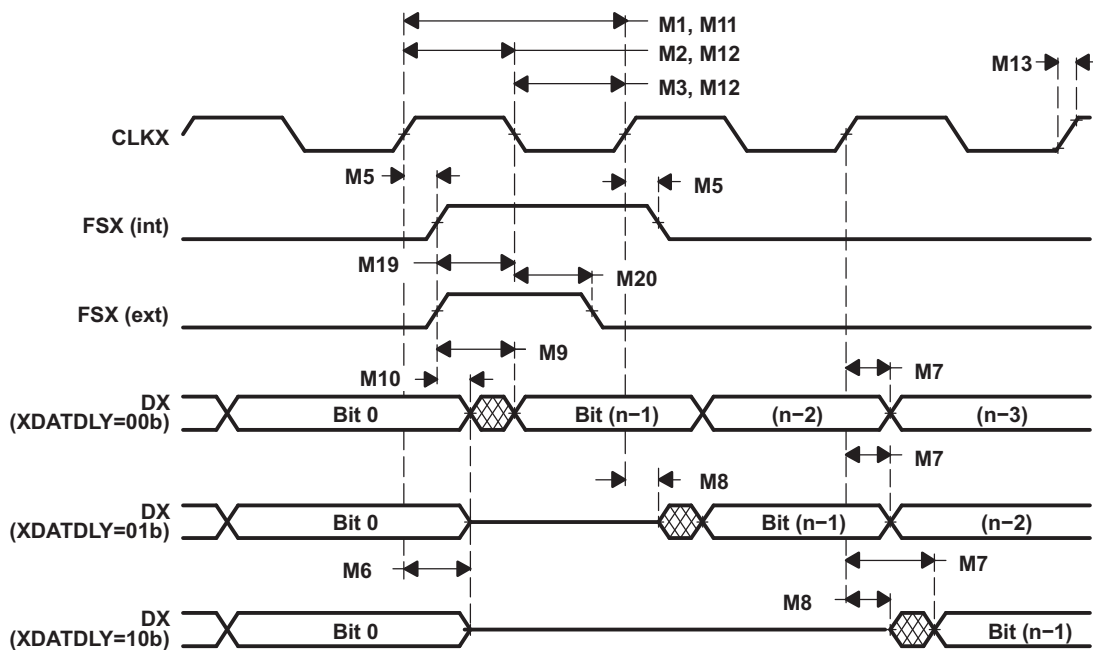 M1, M11
M2, M12
M13
M3, M12
CLKX
M5
M5
FSX (int)
M19
M20
FSX (ext)
M9
M10
M7
DX
(XDATDLY=00b)
Bit 0
Bit (n−1)
(n−2)
(n−3)
M7
M8
DX
(XDATDLY=01b)
Bit 0
Bit (n−1)
(n−2)
M6
M7
M8
DX
(XDATDLY=10b)
Bit 0
Bit (n−1)